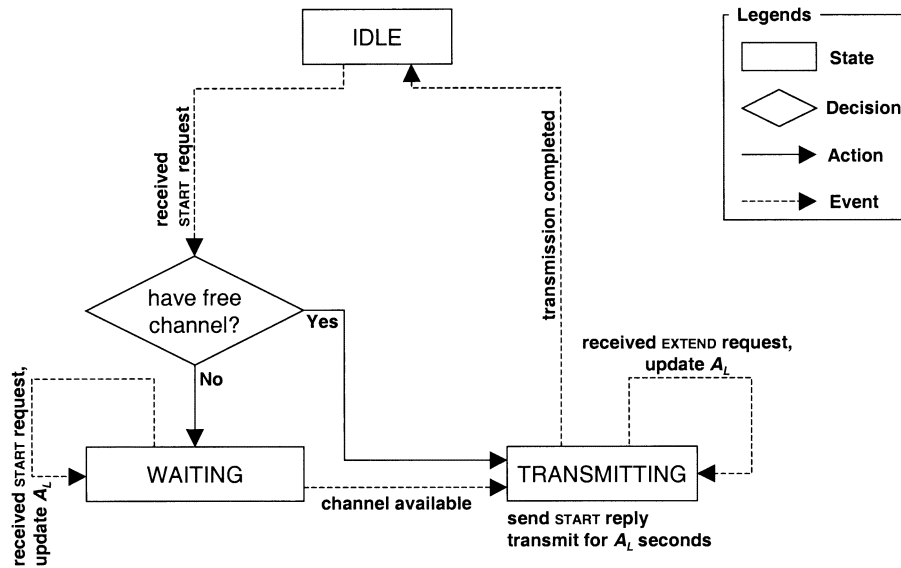 IDLE
Legends
State
Decision
Action
Event
received
START request
transmission completed
have free
channel?
Yes
No
received EXTEND request,
update A_L
received START request,
update A_L
WAITING
TRANSMITTING
channel available
send START reply
transmit for A_L seconds